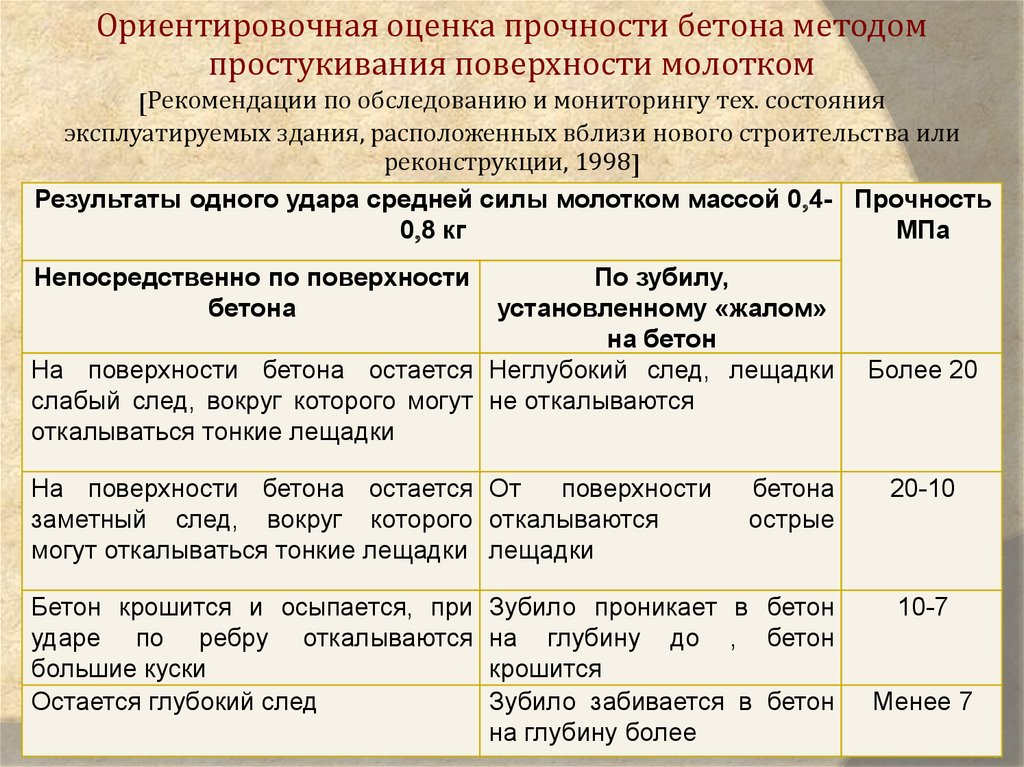 Ориентировочная оценка прочности бетона методом
простукивания поверхности молотком
[Рекомендации по обследованию и мониторингу тех. состояния
эксплуатируемых здания, расположенных вблизи нового строительства или
реконструкции, 1998]
Результаты одного удара средней силы молотком массой 0,4-
0,8 кг
Прочность
МПа
Непосредственно по поверхности
бетона
По зубилу,
установленному «жалом»
на бетон
На поверхности бетона остается
слабый след, вокруг которого могут
откалываться тонкие лещадки
Неглубокий след, лещадки
не откалываются
Более 20
На поверхности бетона остается
заметный след, вокруг которого
могут откалываться тонкие лещадки
От поверхности бетона
откалываются острые
лещадки
20-10
Бетон крошится и осыпается, при
ударе по ребру откалываются
большие куски
Зубило проникает в бетон
на глубину до , бетон
крошится
10-7
Остается глубокий след
Зубило забивается в бетон
на глубину более
Менее 7